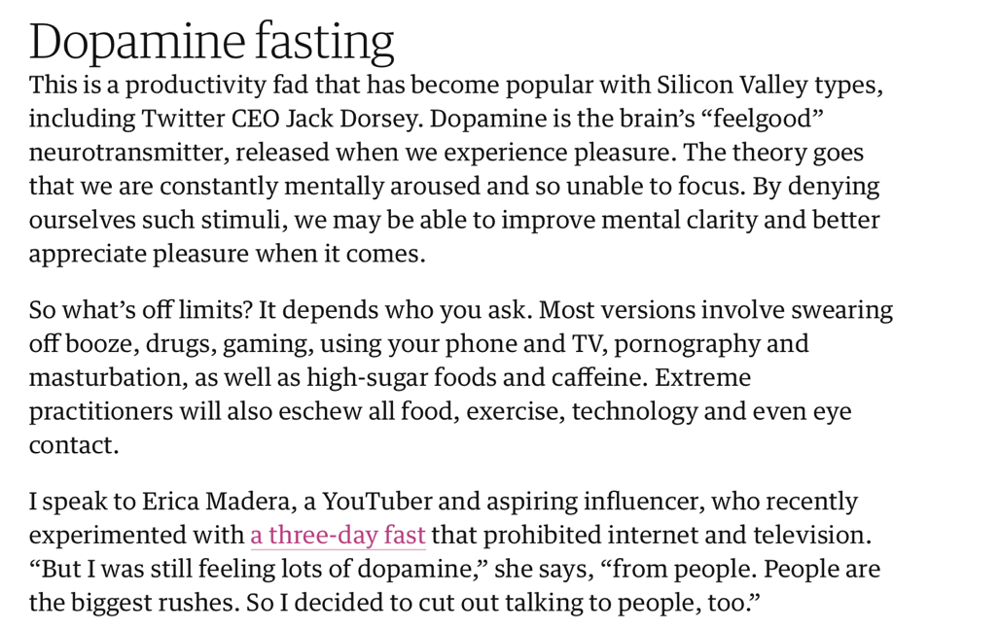 Dopamine fasting
This is a productivity fad that has become popular with Silicon Valley types,
including Twitter CEO Jack Dorsey. Dopamine is the brain’s “feelgood”
neurotransmitter, released when we experience pleasure. The theory goes
that we are constantly mentally aroused and so unable to focus. By denying
ourselves such stimuli, we may be able to improve mental clarity and better
appreciate pleasure when it comes.
So what’s off limits? It depends who you ask. Most versions involve swearing
off booze, drugs, gaming, using your phone and TV, pornography and
masturbation, as well as high-sugar foods and caffeine. Extreme
practitioners will also eschew all food, exercise, technology and even eye
contact.
I speak to Erica Madera, a YouTuber and aspiring influencer, who recently
experimented with a three-day fast that prohibited internet and television.
“But I was still feeling lots of dopamine,” she says, “from people. People are
the biggest rushes. So I decided to cut out talking to people, too.”